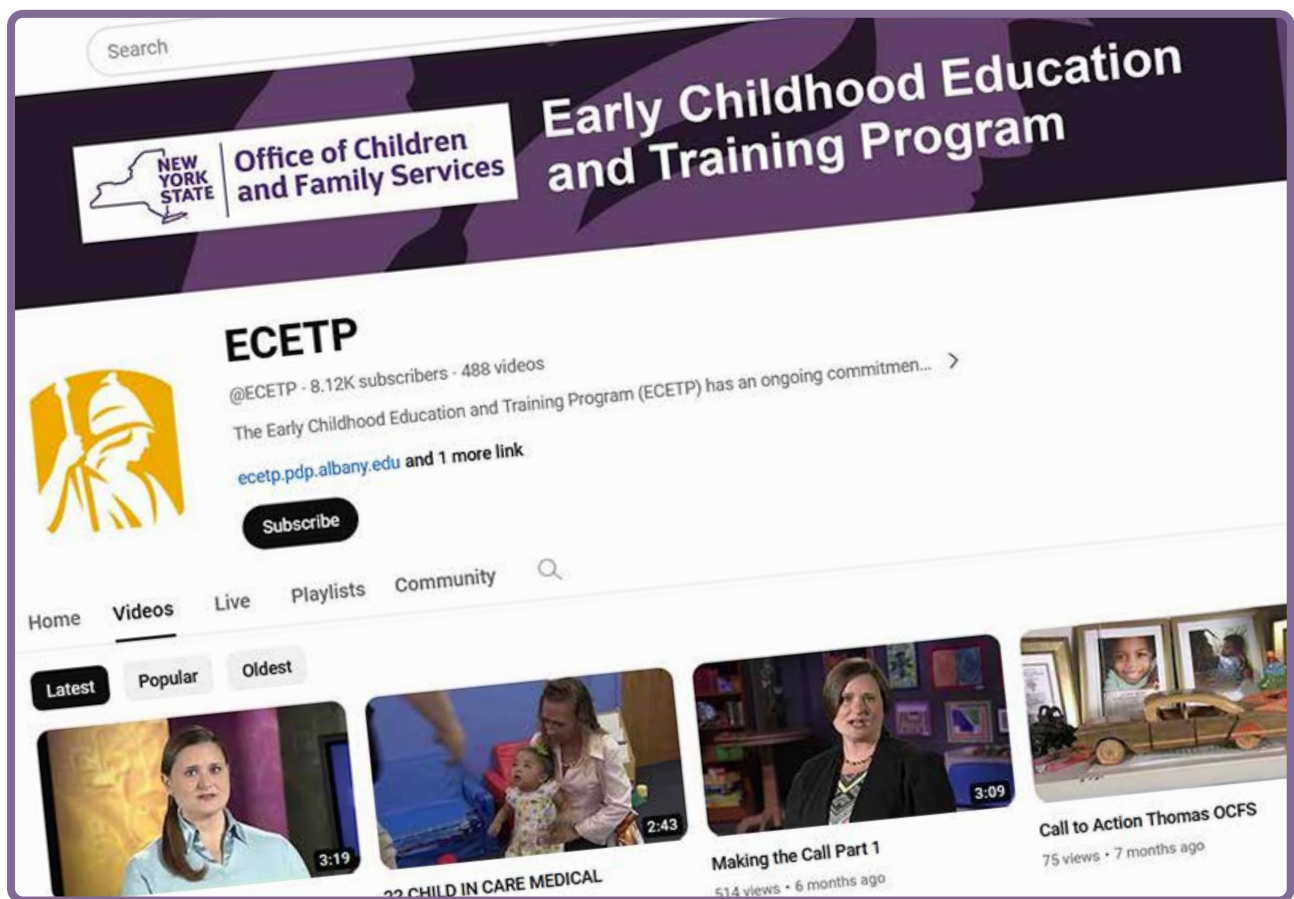 Search
NEW
YORK
STATE
Office of Children
and Family Services
Early Childhood Education
and Training Program
ECETP
@ECETP · 8.12K subscribers · 488 videos
The Early Childhood Education and Training Program (ECETP) has an ongoing commitmen...
ecetp.pdp.albany.edu and 1 more link
Subscribe
Home Videos Live Playlists Community
Latest Popular Oldest
3:19
2:43
3:09
CHILD IN CARE MEDICAL
Making the Call Part 1
514 views • 6 months ago
Call to Action Thomas OCFS
75 views • 7 months ago